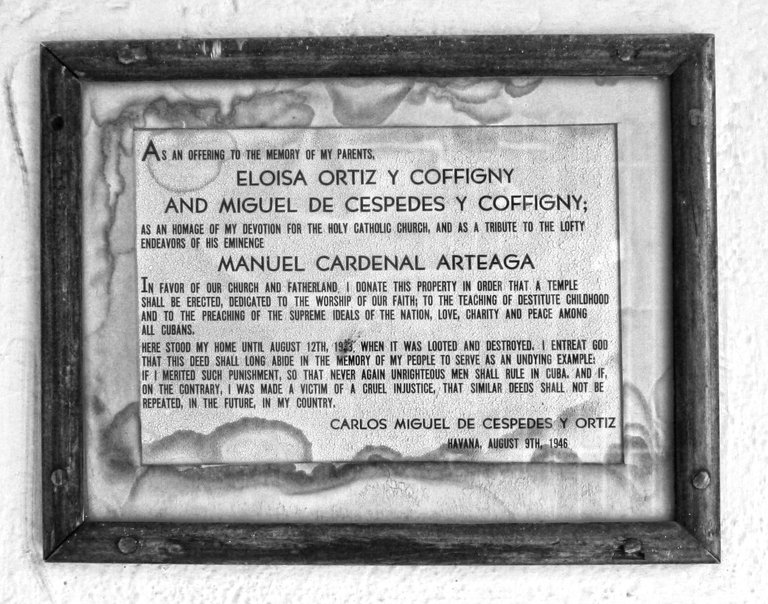 AS AN OFFERING TO THE MEMORY OF MY PARENTS,
ELOISA ORTIZ Y COFFIGNY
AND MIGUEL DE CESPEDES Y COFFIGNY;
AS AN HOMAGE OF MY DEVOTION FOR THE HOLY CATHOLIC CHURCH, AND AS A TRIBUTE TO THE LOFTY
ENDEAVORS OF HIS EMINENCE
MANUEL CARDENAL ARTEAGA
IN FAVOR OF OUR CHURCH AND FATHERLAND, I DONATE THIS PROPERTY IN ORDER THAT A TEMPLE
SHALL BE ERECTED, DEDICATED TO THE WORSHIP OF OUR FAITH; TO THE TEACHING OF DESTITUTE CHILDHOOD
AND TO THE PREACHING OF THE SUPREME IDEALS OF THE NATION, LOVE, CHARITY AND PEACE AMONG
ALL CUBANS.
HERE STOOD MY HOME UNTIL AUGUST 12TH, 1933, WHEN IT WAS LOOTED AND DESTROYED. I ENTREAT GOD
THAT THIS DEED SHALL LONG ABIDE IN THE MEMORY OF MY PEOPLE TO SERVE AS AN UNDYING EXAMPLE:
IF I MERITED SUCH PUNISHMENT, SO THAT NEVER AGAIN UNRIGHTEOUS MEN SHALL RULE IN CUBA. AND IF,
ON THE CONTRARY, I WAS MADE A VICTIM OF A CRUEL INJUSTICE, THAT SIMILAR DEEDS SHALL NOT BE
REPEATED, IN THE FUTURE, IN MY COUNTRY.
CARLOS MIGUEL DE CESPEDES Y ORTIZ
HAVANA, AUGUST 9TH, 1946